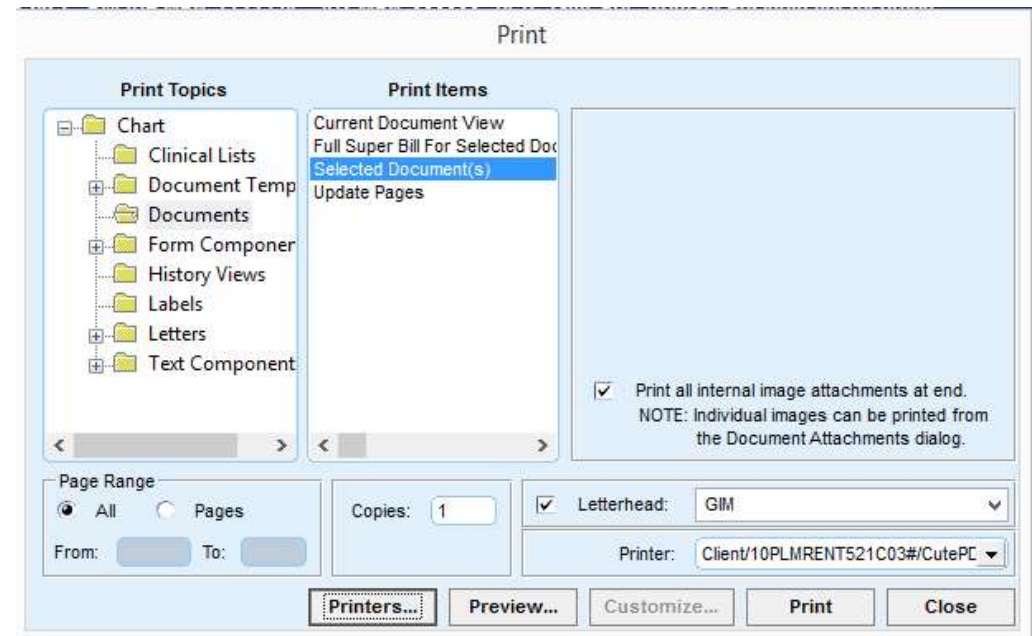 Print
Print Topics
Chart
Clinical Lists
Document Temp
Documents
Form Componer
History Views
Labels
Letters
Text Component
Print Items
Current Document View
Full Super Bill For Selected Doc
Selected Document(s)
Update Pages
Print all internal image attachments at end.
NOTE: Individual images can be printed from
the Document Attachments dialog.
Page Range
All Pages
From: To:
Copies: 1
Letterhead: GIM
Printer: Client/10PLMRENT521C03#/CutePD
Printers... Preview... Customize... Print Close